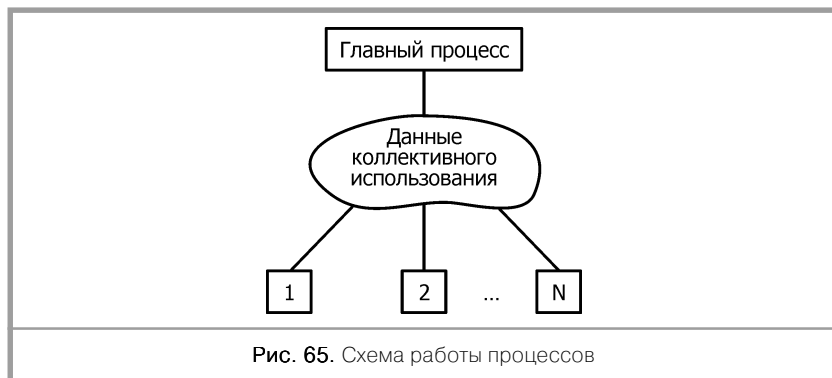 Главный процесс
Данные
коллективного
использования
1
2
...
N
Рис. 65. Схема работы процессов